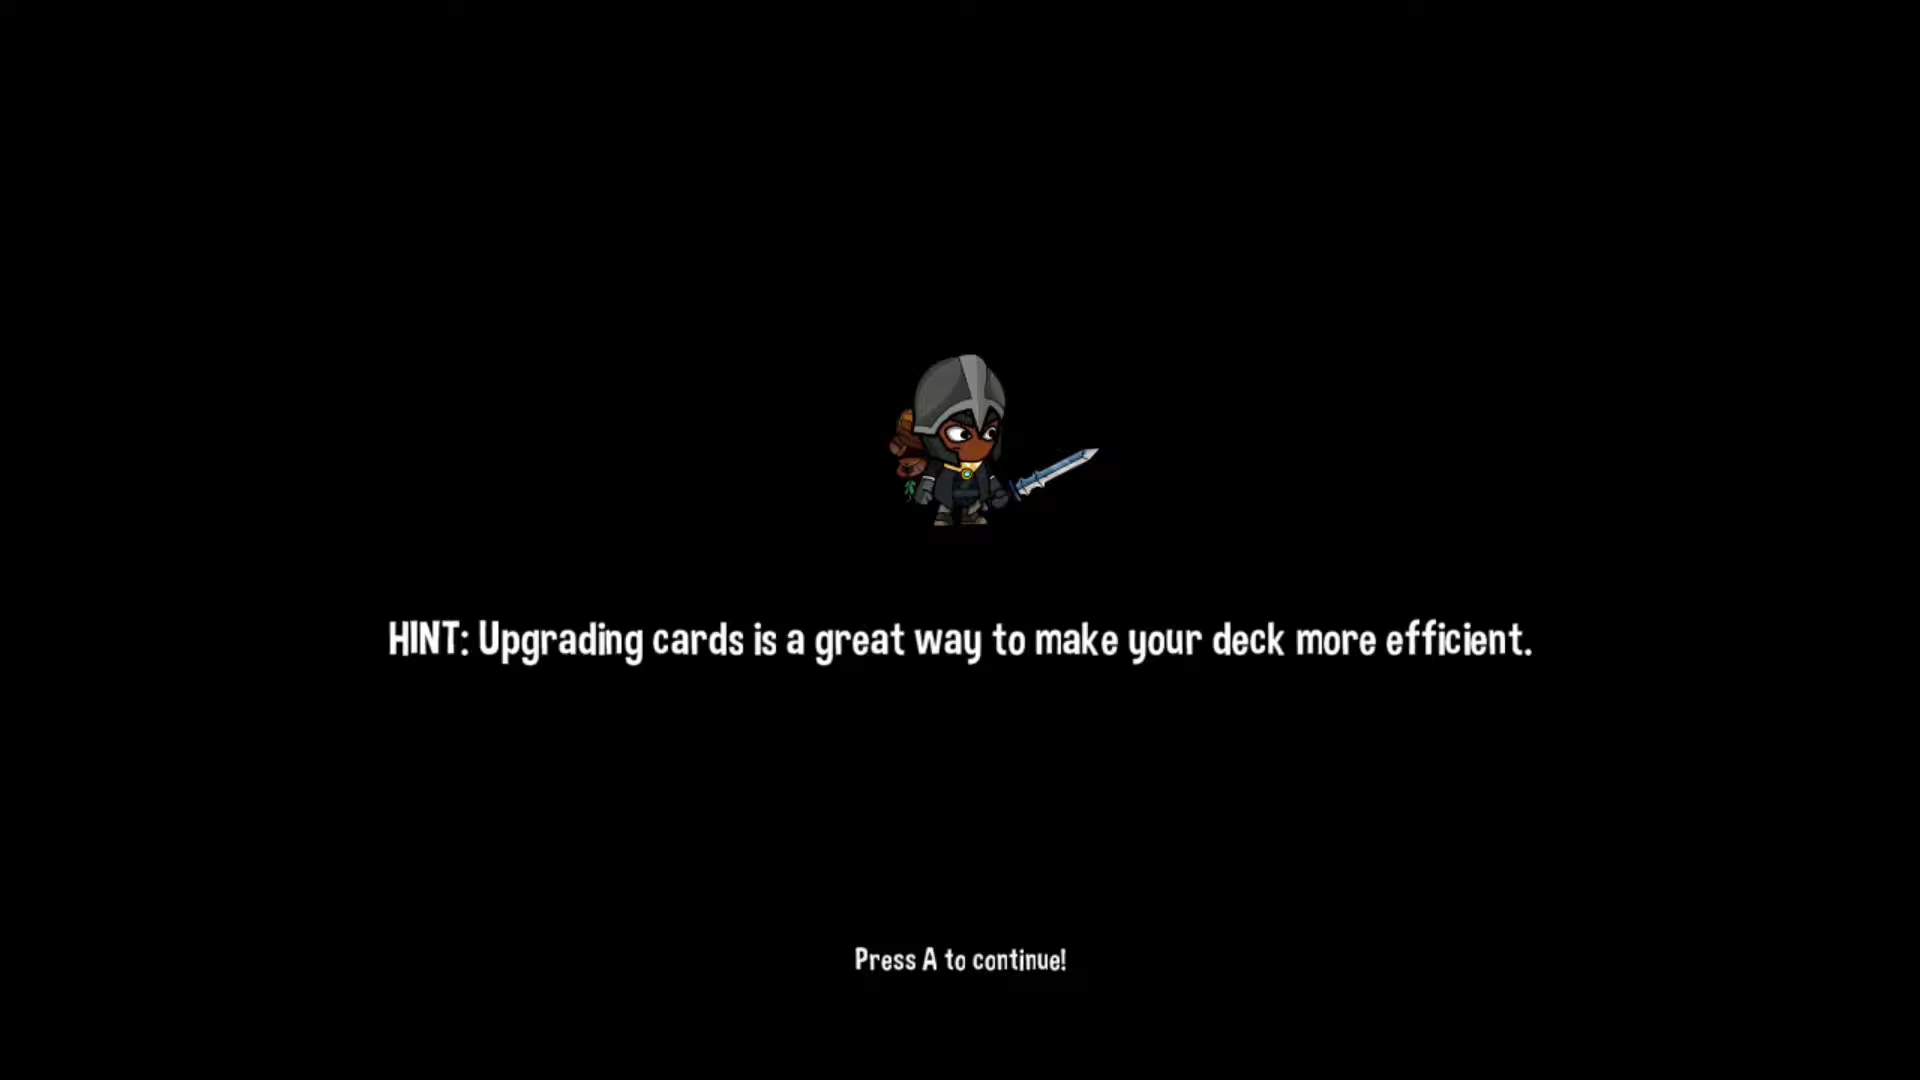 HINT: Upgrading cards is a great way to make your deck more efficient.
Press A to continue!